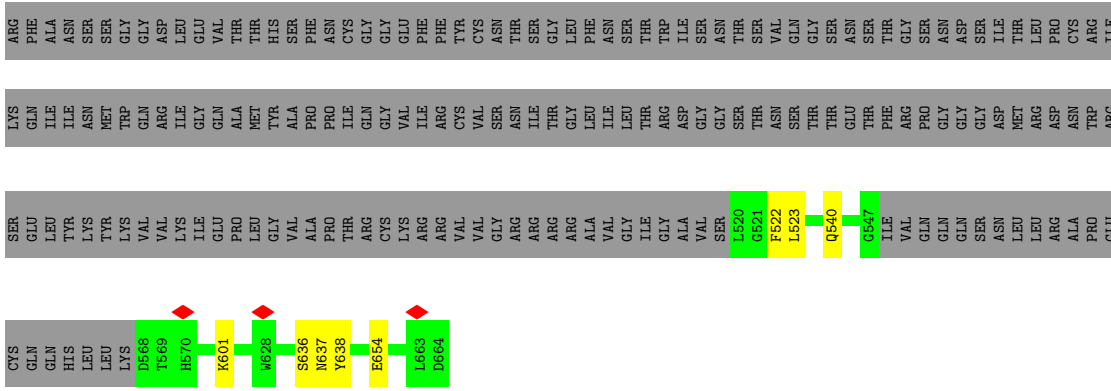 ARG PHE ALA ASN SER SER GLY GLY ASP LEU GLU VAL THR THR HIS SER PHE ASN CYS GLY GLY GLU PHE PHE TYR CYS ASN THR SER GLY LEU PHE ASN SER THR TRP ILE SER ASN THR SER VAL GLN GLY SER ASN SER THR GLY SER ASN ASP SER ILE THR LEU PRO CYS ARG ILE
LYS GLN ILE ILE ASN MET TRP GLN ARG ILE GLY GLN ALA MET TYR ALA PRO PRO ILE GLN GLY VAL ILE ARG CYS VAL SER ASN ILE THR GLY LEU ILE LEU THR ARG ASP GLY GLY SER THR ASN SER THR THR GLU THR PHE ARG PRO GLY GLY GLY ASP MET ARG ASP ASN TRP ARG
SER GLU LEU TYR LYS TYR LYS VAL VAL LYS ILE GLU PRO LEU GLY VAL ALA PRO THR ARG CYS LYS ARG ARG VAL VAL GLY ARG ARG ARG ARG ALA VAL GLY ILE GLY ALA VAL SER L520 G521 F522 L523 Q540 G547 ILE VAL GLN GLN GLN SER ASN LEU LEU ARG ALA PRO GLU
CYS GLN GLN HIS LEU LEU LYS D568 T569 H570 K601 W628 S636 N637 Y638 E654 L663 D664